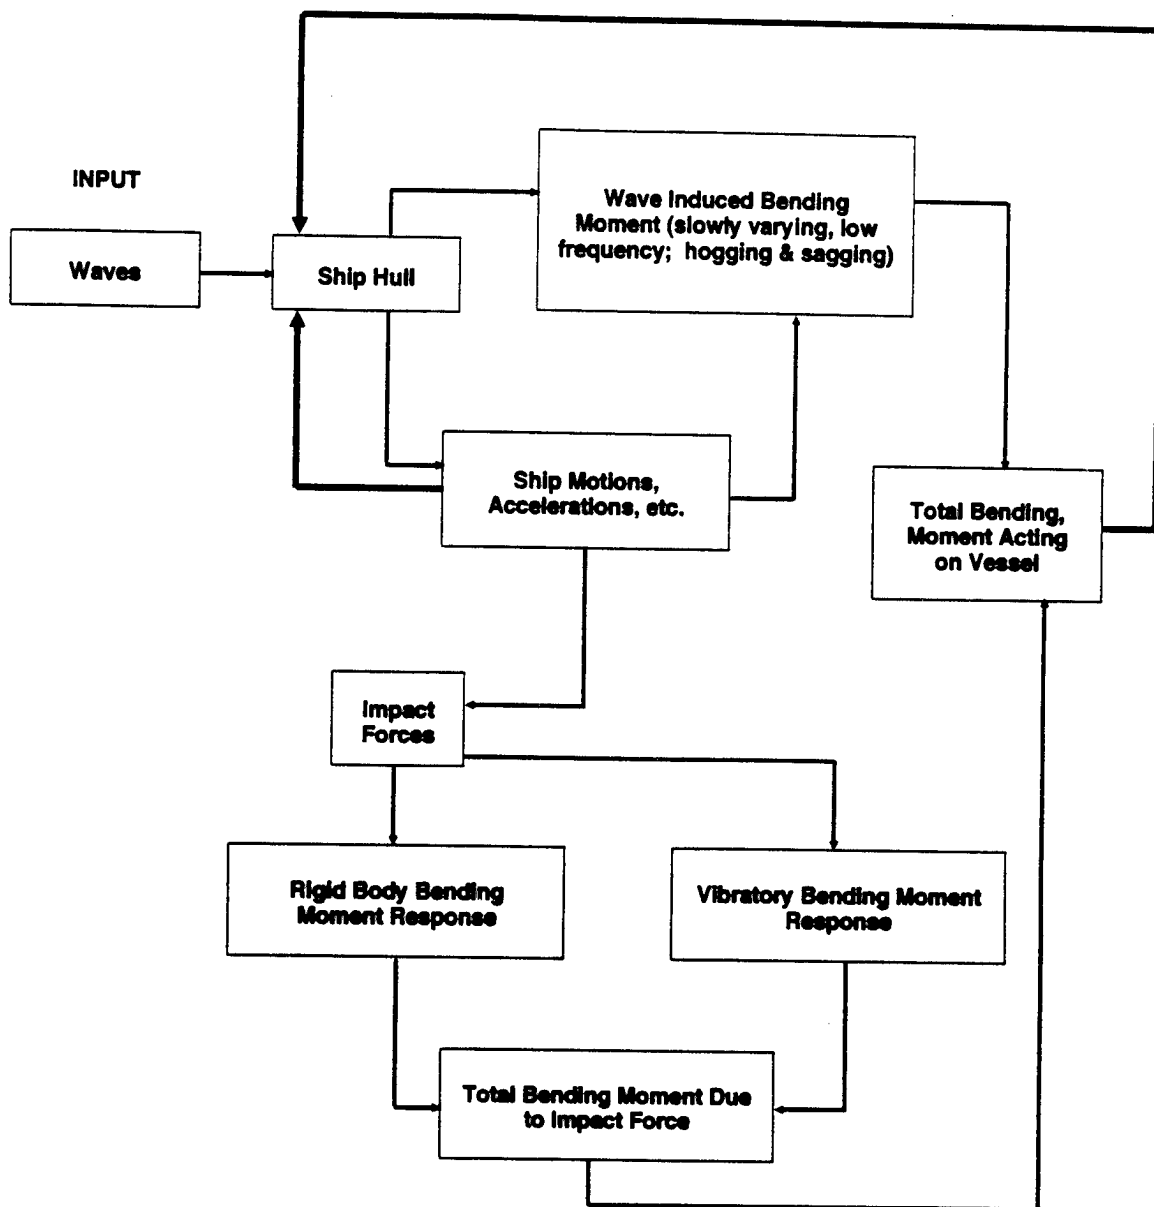 INPUT
Waves
Ship Hull
Wave Induced Bending
Moment (slowly varying, low
frequency; hogging & sagging)
Ship Motions,
Accelerations, etc.
Total Bending,
Moment Acting
on Vessel
Impact
Forces
Rigid Body Bending
Moment Response
Vibratory Bending Moment
Response
Total Bending Moment Due
to Impact Force